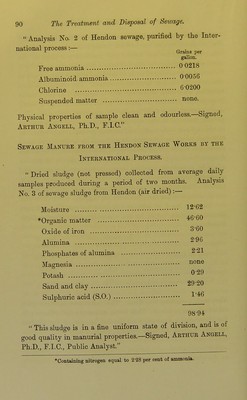 90 The Treatment and Disposal of Sewage.
“Analysis No. 2 of Hendon sewage, purified by the Inter-
national process:—
Grains per
gallon.
Free ammonia ........ 0·0218
Albuminoid ammonia ........ 0·0056
Chlorine ........ 6·0200
Suspended matter ........ none.
Physical properties of sample clean and odourless.—Signed,
ARTHUR ANGELL, Ph.D., F.I.C.”
SEWAGE MANURE FROM THE HENDON SEWAGE WORKS BY THE
INTERNATIONAL PROCESS.
“Dried sludge (not pressed) collected from average daily
samples produced during a period of two months. Analysis
No. 3 of sewage sludge from Hendon (air dried):—
Moisture ........ 12·62
*Organic matter ........ 46·60
Oxide of iron ........ 3·60
Alumina ........ 2·96
Phosphates of alumina ........ 2·21
Magnesia ........ none
Potash ........ 0·29
Sand and clay ........ 29·20
Sulphuric acid (S.O.) ........ 1·46
98·94
“This sludge is in a fine uniform state of division, and is of
good quality in manurial properties.—Signed, ARTHUR ANGELL,
Ph.D., F.I.C., Public Analyst.”
*Containing nitrogen equal to 2·28 per cent of ammonia.